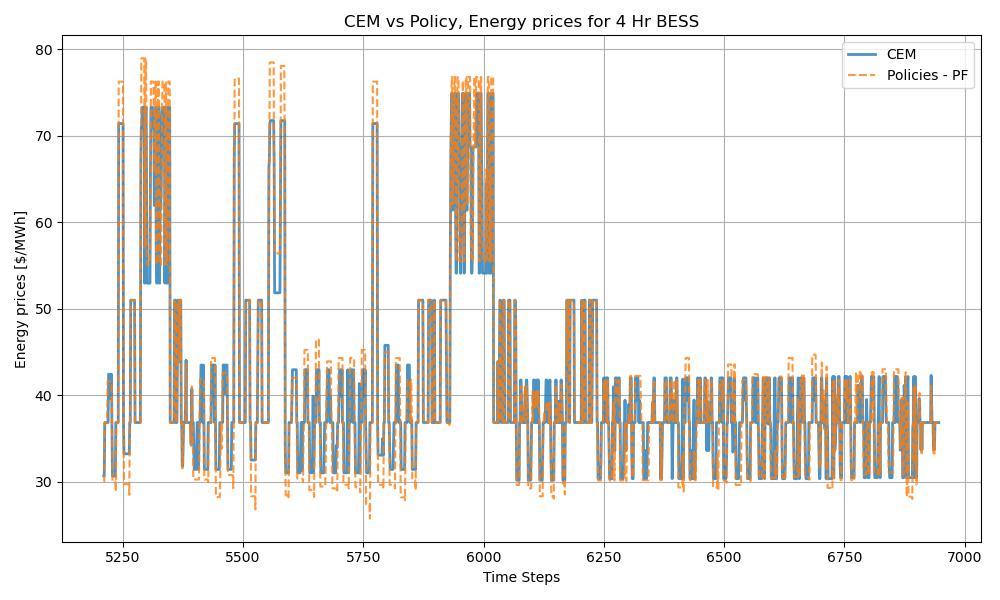 CEM vs Policy, Energy prices for 4 Hr BESS
CEM
Policies - PF
Energy prices [$/MWh]
80
70
60
50
40
30
5250
5500
5750
6000
6250
6500
6750
7000
Time Steps